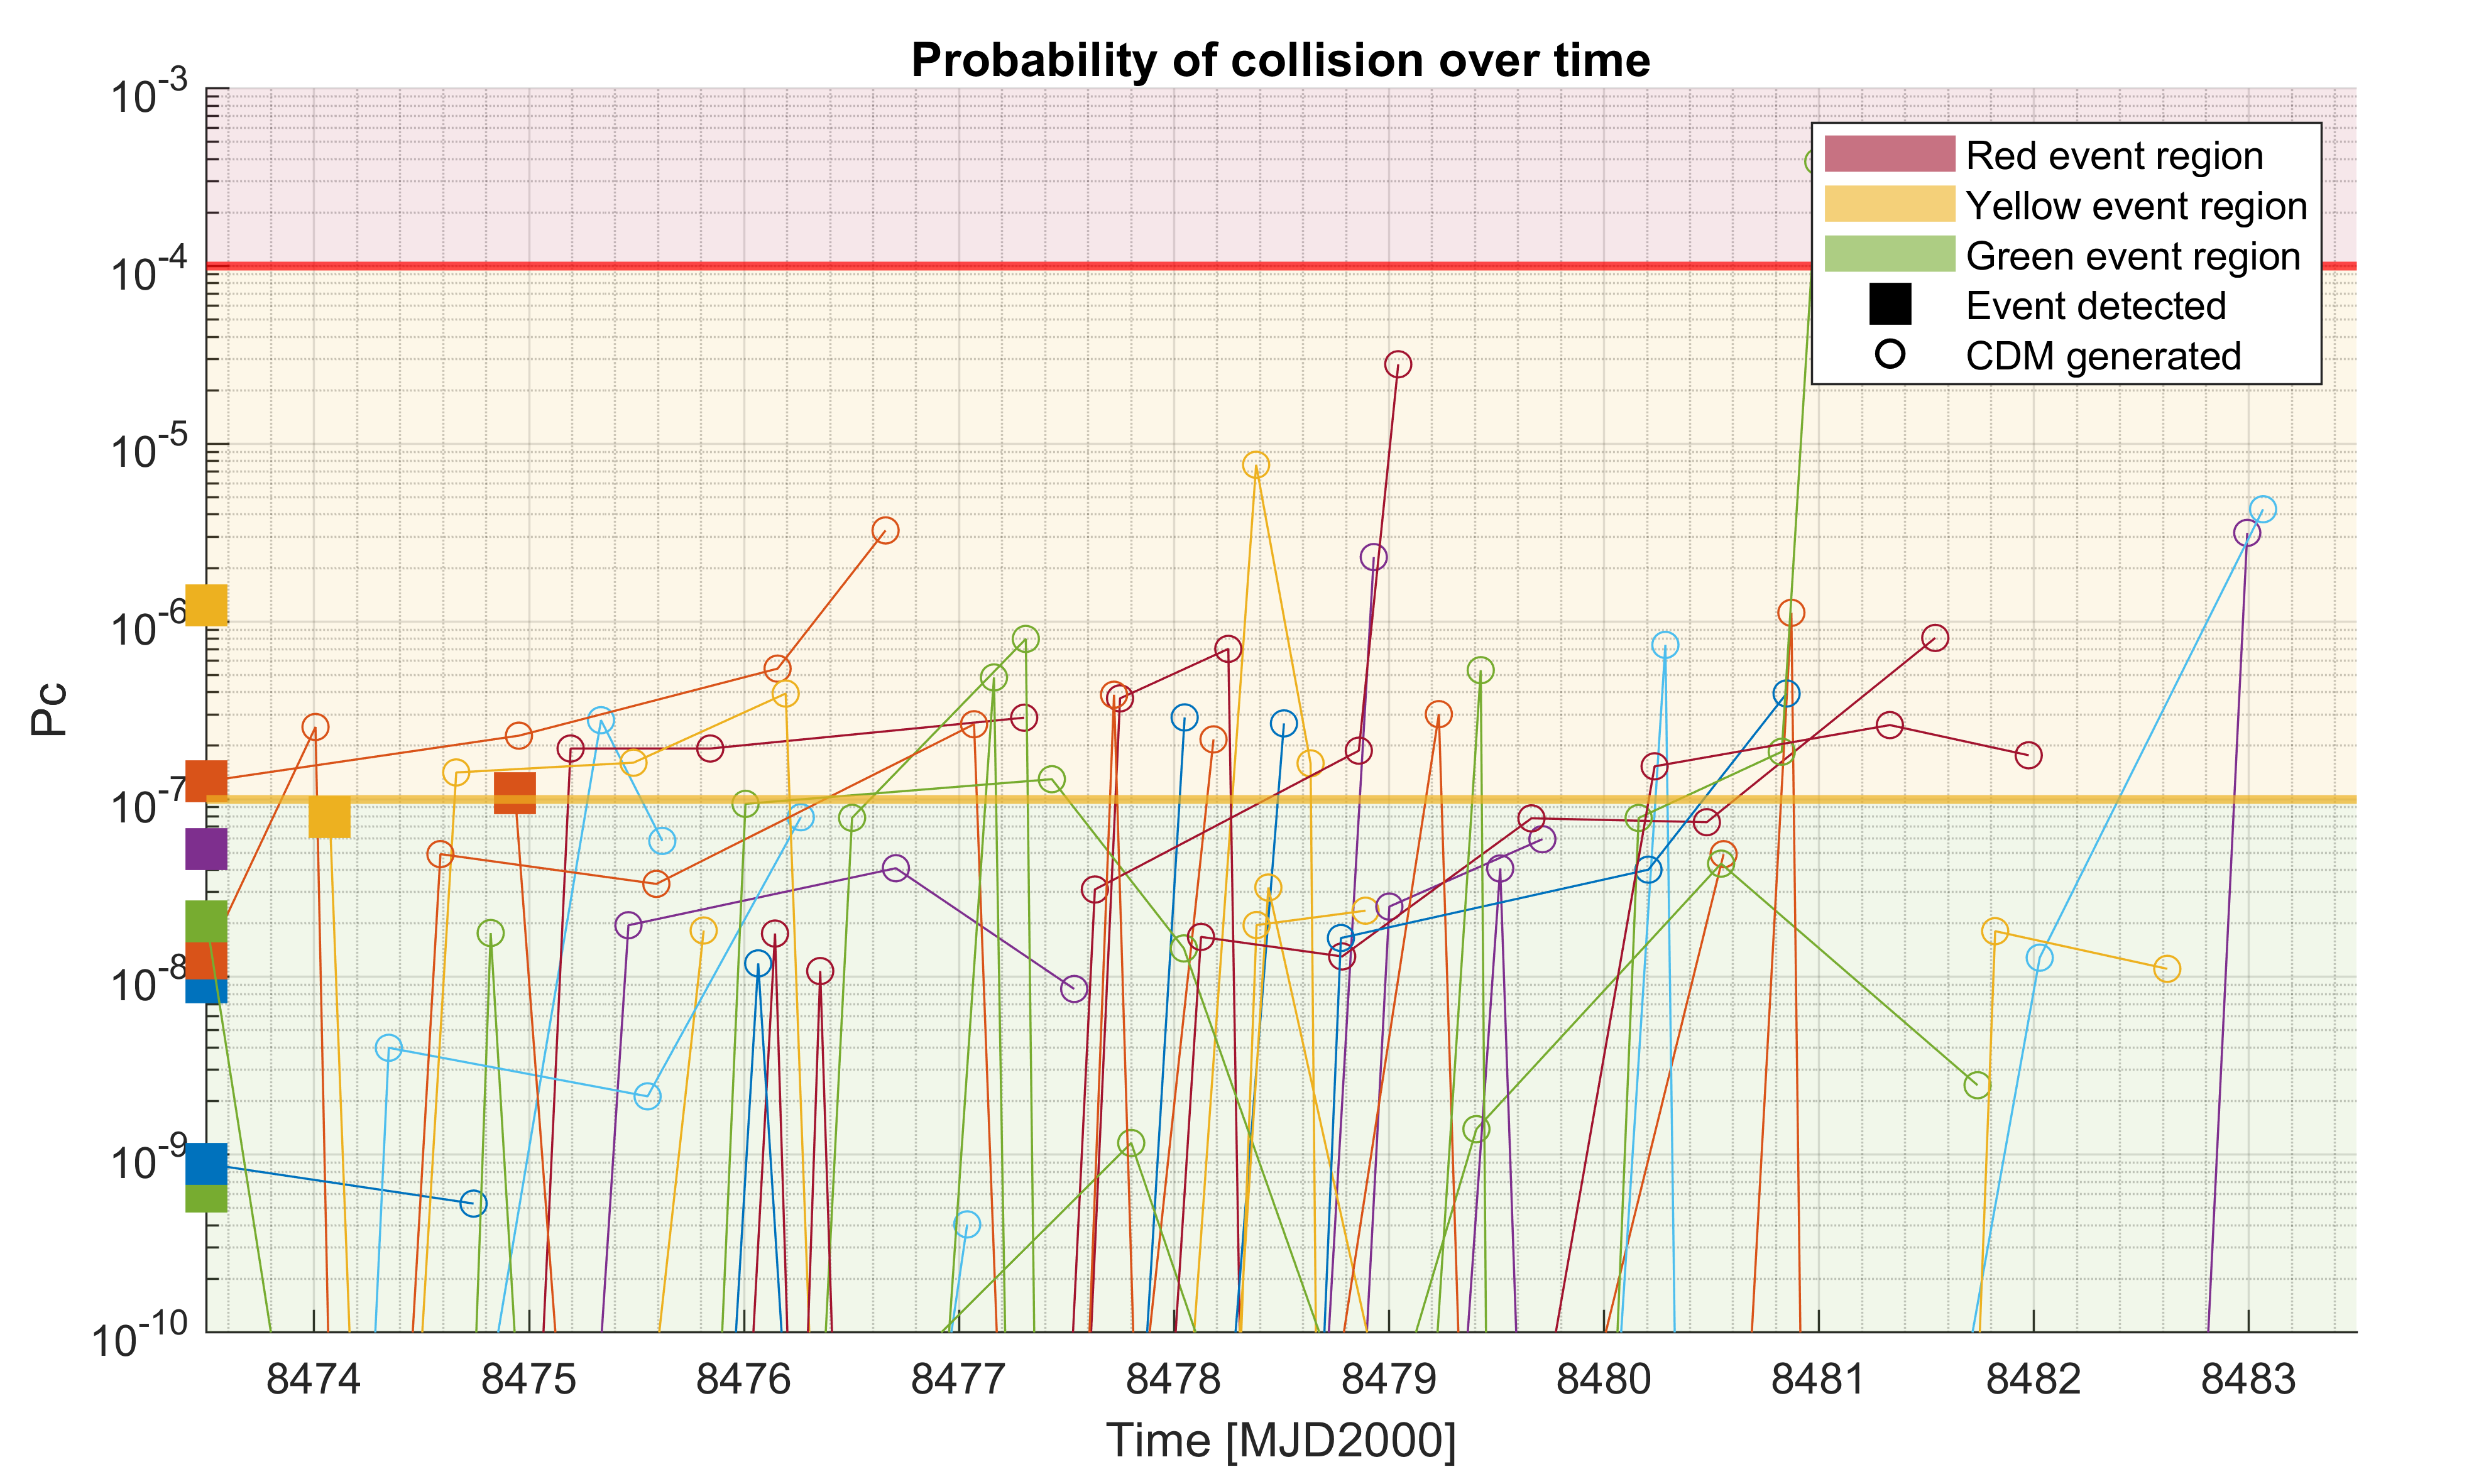 Probability of collision over time
10^-3
10^-4
10^-5
10^-6
10^-7
10^-8
10^-9
10^-10
Pc
Red event region
Yellow event region
Green event region
Event detected
CDM generated
8474 8475 8476 8477 8478 8479 8480 8481 8482 8483
Time [MJD2000]